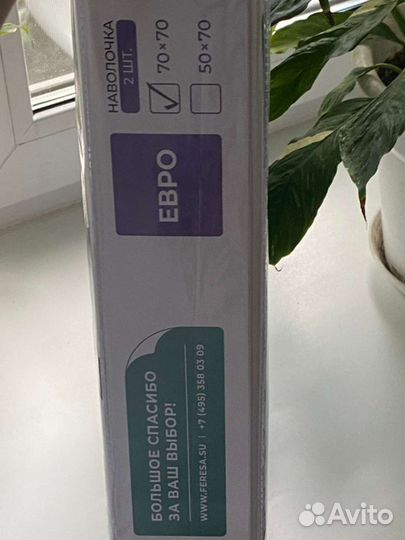 НАВОЛОЧКА
2 ШТ.
70×70
50×70
ЕВРО
БОЛЬШОЕ СПАСИБО
ЗА ВАШ ВЫБОР!
WWW.FERESA.SU | +7 (495) 358 03 09
Avito